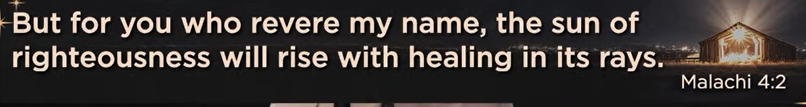 But for you who revere my name, the sun of
righteousness will rise with healing in its rays.
Malachi 4:2